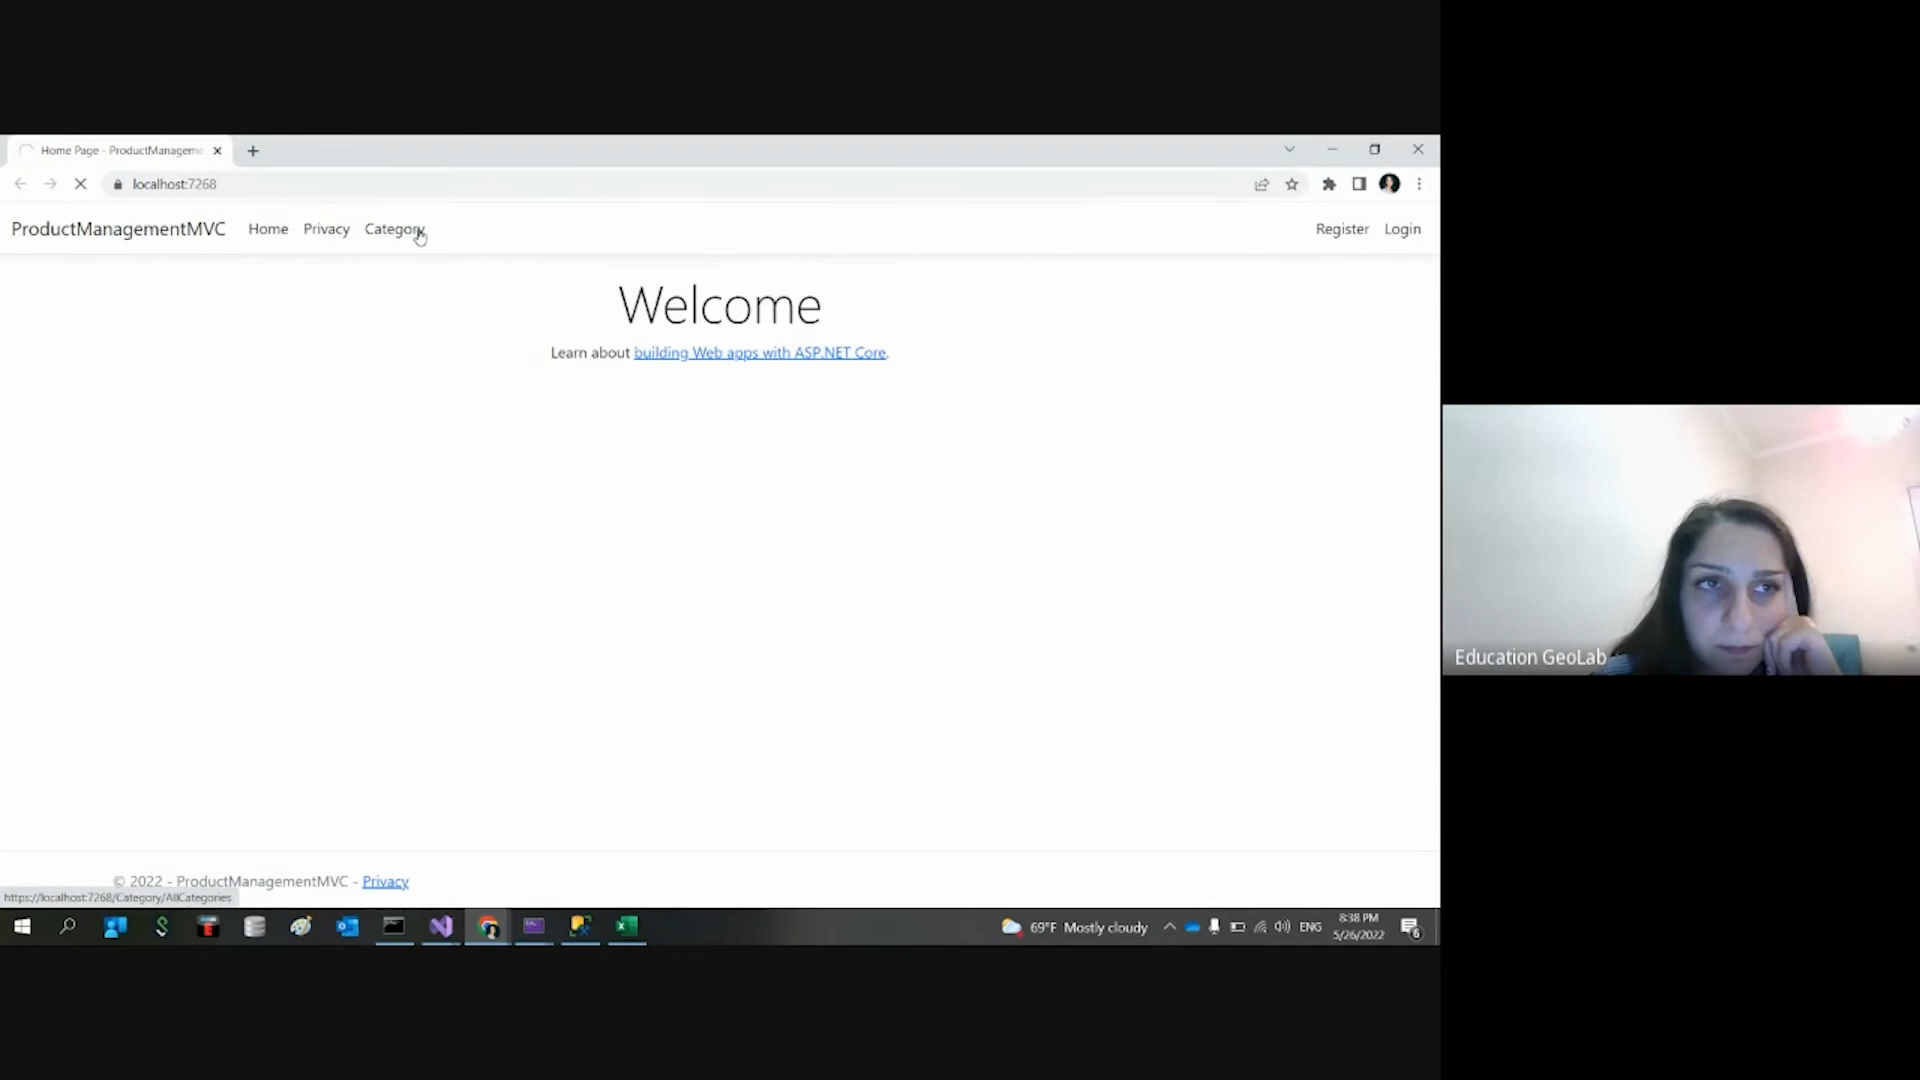 Home Page - ProductManageme
localhost:7268
ProductManagementMVC Home Privacy Category Register Login
Welcome
Learn about building Web apps with ASP.NET Core.
Education GeoLab
© 2022 - ProductManagementMVC - Privacy
https://localhost:7268/Category/AllCategories
69°F Mostly cloudy ENG 8:38 PM
5/26/2022
6